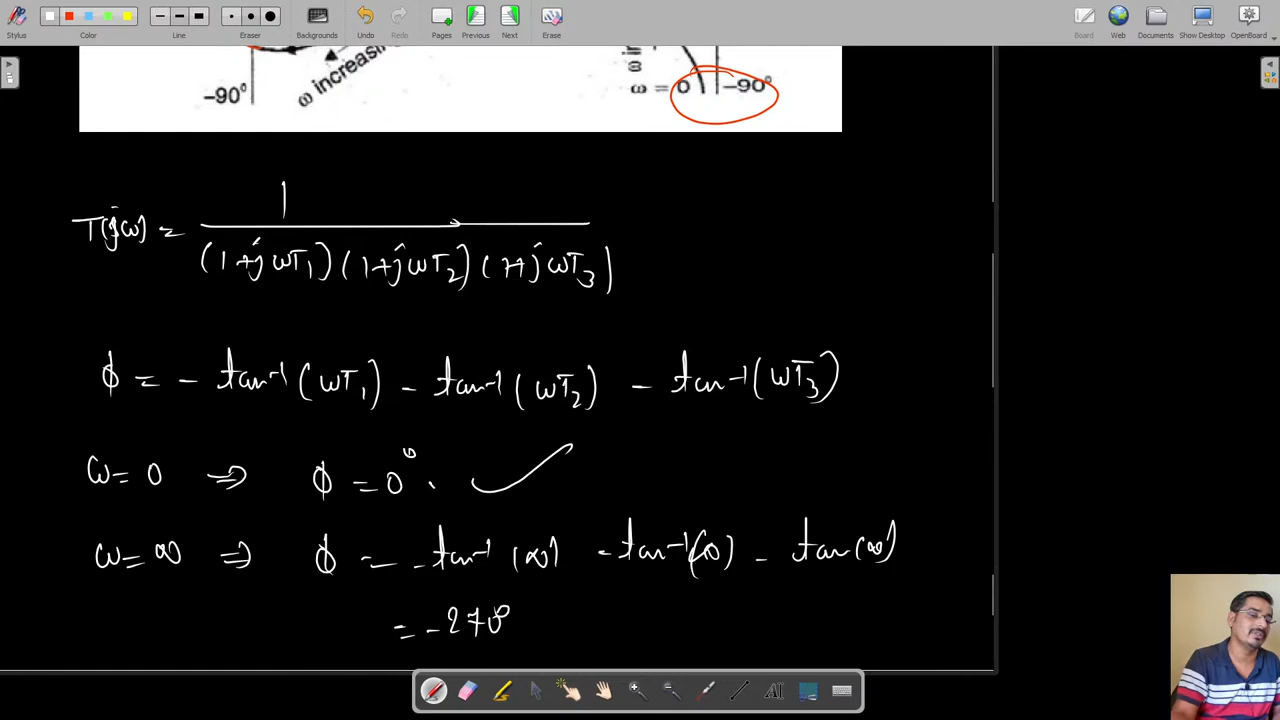 Stylus Color Line Eraser Backgrounds Undo Redo Pages Previous Next Erase Board Web Documents Show Desktop OpenBoard
-90° ω increasin
ω = 0 -90°
T(jω) = 1
(1+jωT1)(1+jωT2)(1+jωT3)
ϕ = - tan-1 (ωT1) - tan-1 (ωT2) - tan-1 (ωT3)
ω = 0 ⇒ ϕ = 0°.
ω = ∞ ⇒ ϕ = - tan-1 (∞) - tan-1 (∞) - tan (∞)
= -270°